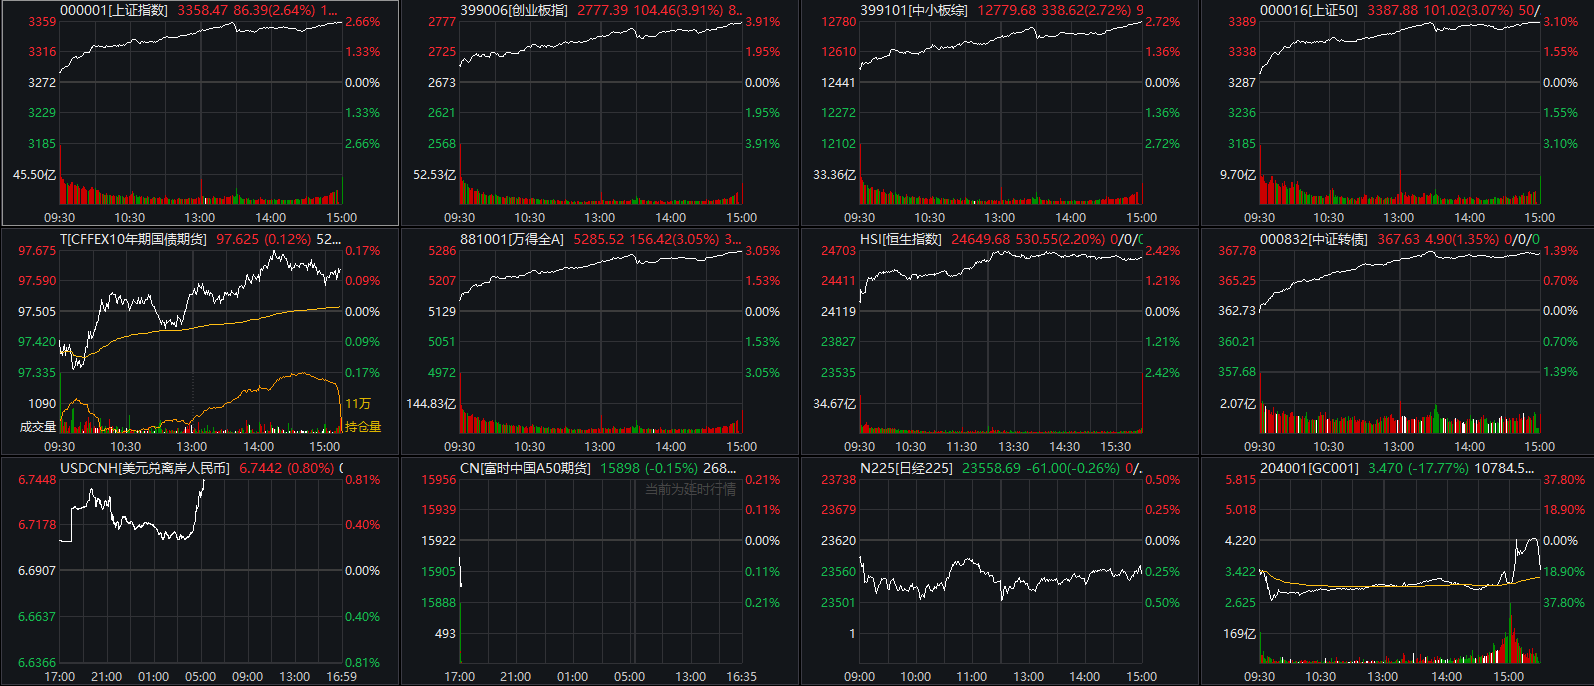 000001[上证指数] 3358.47 86.39(2.64%) 1...
3359 2.66%
3316 1.33%
3272 0.00%
3229 1.33%
3185 2.66%
45.50亿
09:30 10:30 13:00 14:00 15:00
399006[创业板指] 2777.39 104.46(3.91%) 8...
2777 3.91%
2725 1.95%
2673 0.00%
2621 1.95%
2568 3.91%
52.53亿
09:30 10:30 13:00 14:00 15:00
399101[中小板综] 12779.68 338.62(2.72%) 9
12780 2.72%
12610 1.36%
12441 0.00%
12272 1.36%
12102 2.72%
33.36亿
09:30 10:30 13:00 14:00 15:00
000016[上证50] 3387.88 101.02(3.07%) 50/
3389 3.10%
3338 1.55%
3287 0.00%
3236 1.55%
3185 3.10%
9.70亿
09:30 10:30 13:00 14:00 15:00
T[CFFEX10年期国债期货] 97.625 (0.12%) 52...
97.675 0.17%
97.590 0.09%
97.505 0.00%
97.420 0.09%
97.335 0.17%
1090 11万
成交量 持仓量
09:30 10:30 13:00 14:00 15:00
881001[万得全A] 5285.52 156.42(3.05%) 3...
5286 3.05%
5207 1.53%
5129 0.00%
5051 1.53%
4972 3.05%
144.83亿
09:30 10:30 13:00 14:00 15:00
HSI[恒生指数] 24649.68 530.55(2.20%) 0/0/0
24703 2.42%
24411 1.21%
24119 0.00%
23827 1.21%
23535 2.42%
34.67亿
09:30 10:30 11:30 13:30 14:30 15:30
000832[中证转债] 367.63 4.90(1.35%) 0/0/0
367.78 1.39%
365.25 0.70%
362.73 0.00%
360.21 0.70%
357.68 1.39%
2.07亿
09:30 10:30 13:00 14:00 15:00
USDCNH[美元兑离岸人民币] 6.7442 (0.80%) 0
6.7448 0.81%
6.7178 0.40%
6.6907 0.00%
6.6637 0.40%
6.6366 0.81%
17:00 21:00 01:00 05:00 09:00 13:00 16:59
CN[富时中国A50期货] 15898 (-0.15%) 268...
当前为延时行情
15956 0.21%
15939 0.11%
15922 0.00%
15905 0.11%
15888 0.21%
493
17:00 21:00 01:00 05:00 13:00 16:35
N225[日经225] 23558.69 -61.00(-0.26%) 0/.
23738 0.50%
23679 0.25%
23620 0.00%
23560 0.25%
23501 0.50%
1
09:00 10:00 11:00 13:00 14:00 15:00
204001[GC001] 3.470 (-17.77%) 10784.5...
5.815 37.80%
5.018 18.90%
4.220 0.00%
3.422 18.90%
2.625 37.80%
169亿
09:30 10:30 13:00 14:00 15:00